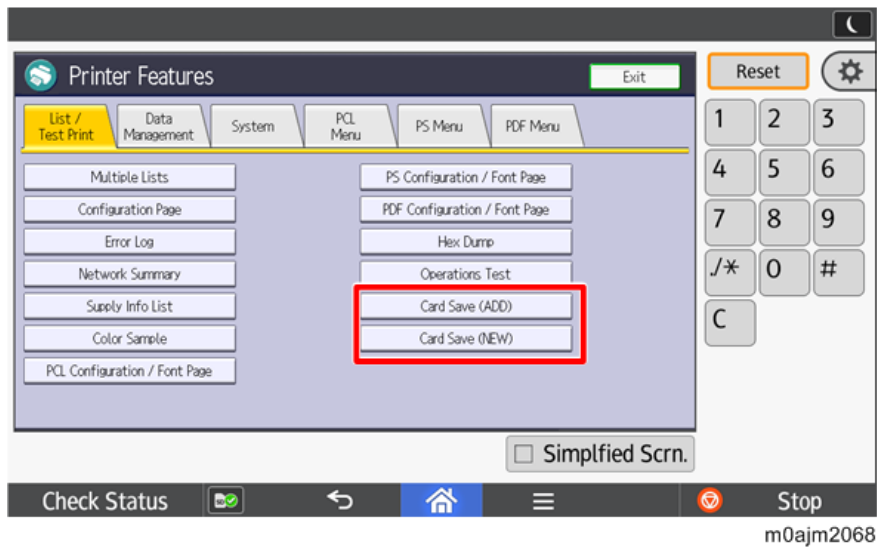 Printer Features
Exit
Reset
List /
Test Print
Data
Management
System
PCL
Menu
PS Menu
PDF Menu
Multiple Lists
PS Configuration / Font Page
Configuration Page
PDF Configuration / Font Page
Error Log
Hex Dump
Network Summary
Operations Test
Supply Info List
Card Save (ADD)
Color Sample
Card Save (NEW)
PCL Configuration / Font Page
1 2 3
4 5 6
7 8 9
./* 0 #
C
Simplfied Scrn.
Check Status
SD
Stop
m0ajm2068